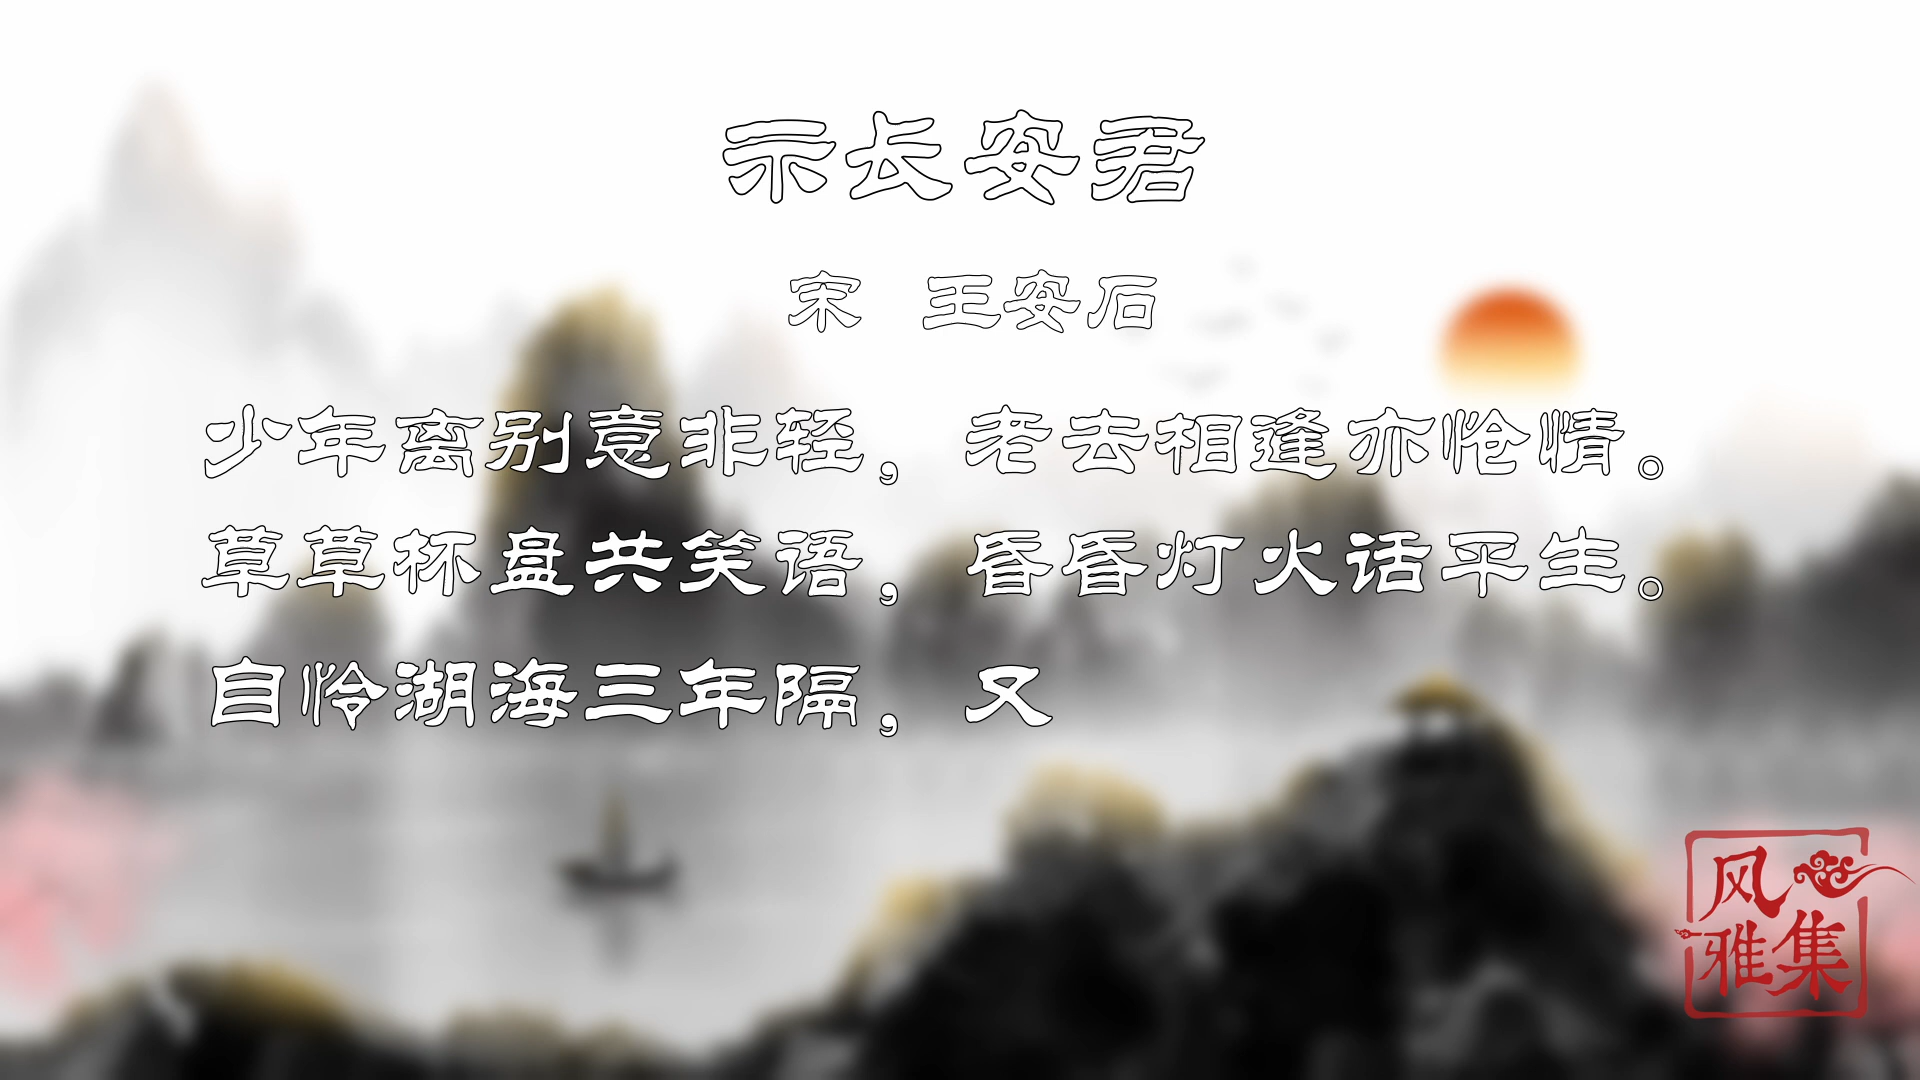 示长安君
宋 王安石
少年离别意非轻，老去相逢亦怆情。
草草杯盘共笑语，昏昏灯火话平生。
自怜湖海三年隔，又
风
雅集